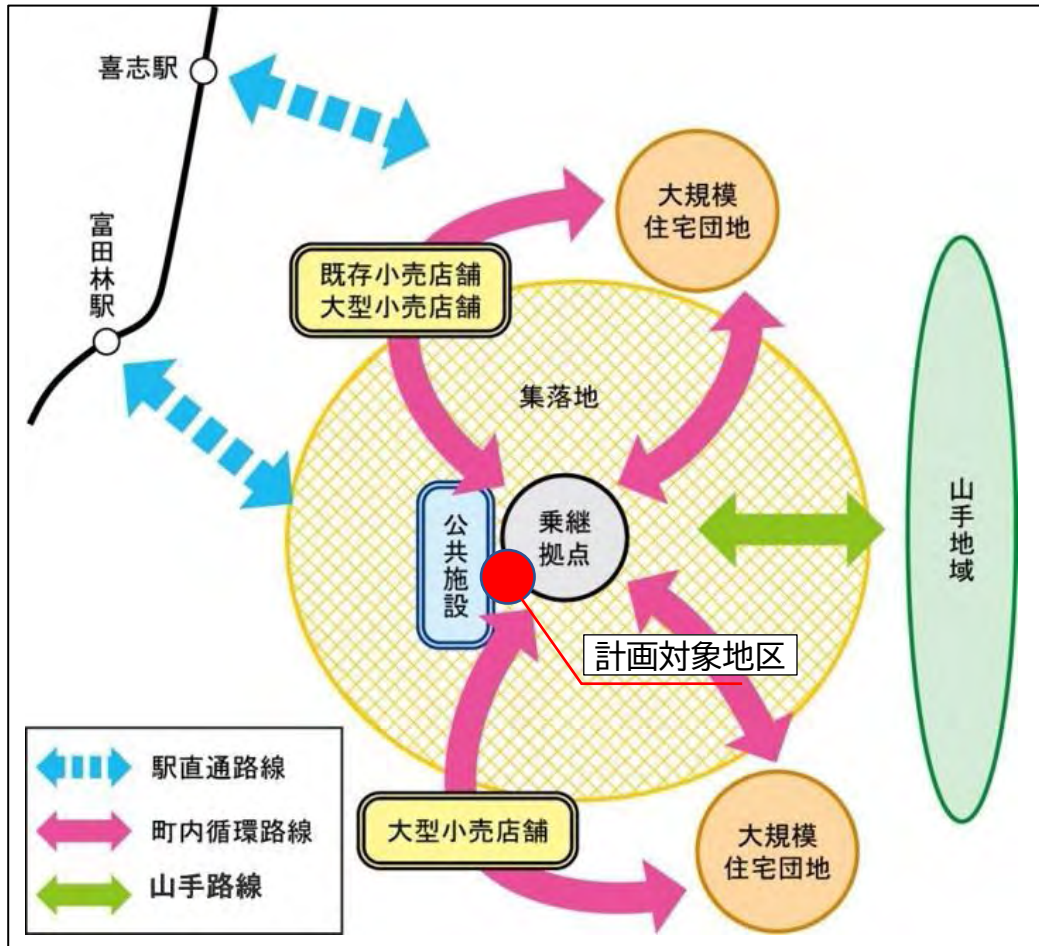 喜志駅
富田林駅
大規模
住宅団地
既存小売店舗
大型小売店舗
集落地
公共施設
乗継
拠点
山手地域
計画対象地区
駅直通路線
町内循環路線
山手路線
大型小売店舗
大規模
住宅団地